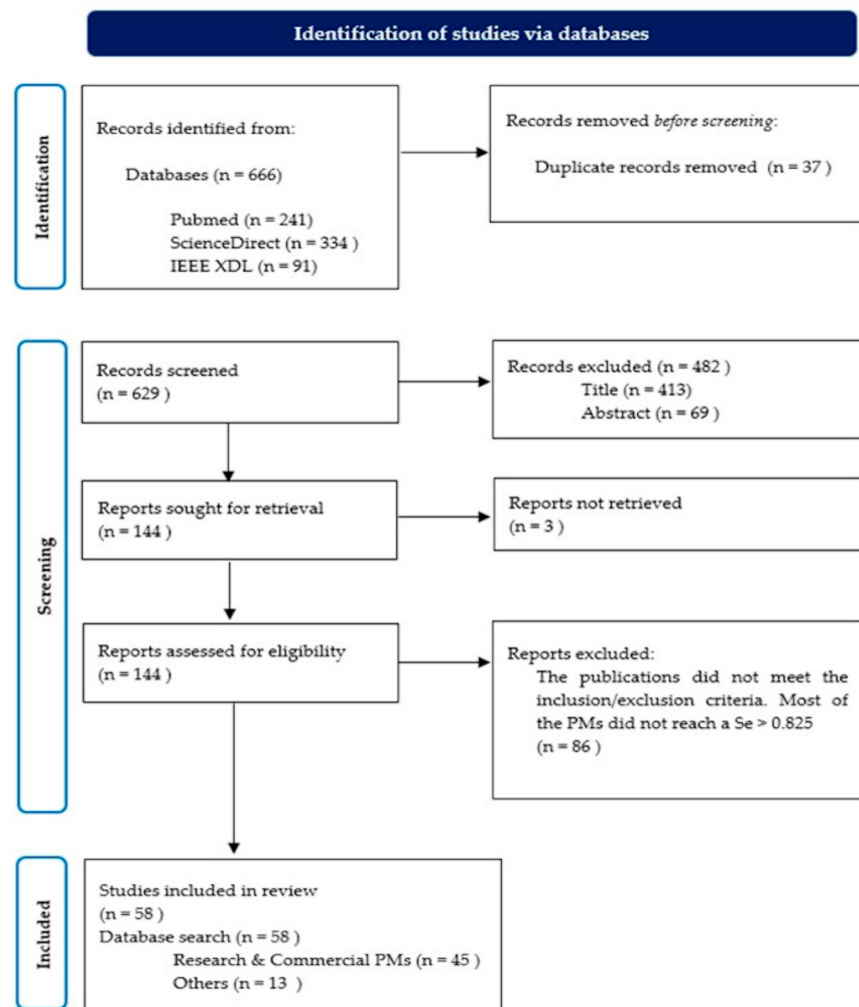 Identification of studies via databases
Identification
Records identified from:
Databases (n = 666)
Pubmed (n = 241)
ScienceDirect (n = 334 )
IEEE XDL (n = 91)
Records removed before screening:
Duplicate records removed (n = 37 )
Screening
Records screened
(n = 629 )
Records excluded (n = 482 )
Title (n = 413)
Abstract (n = 69 )
Reports sought for retrieval
(n = 144 )
Reports not retrieved
(n = 3 )
Reports assessed for eligibility
(n = 144 )
Reports excluded:
The publications did not meet the
inclusion/exclusion criteria. Most of
the PMs did not reach a Se > 0.825
(n = 86 )
Included
Studies included in review
(n = 58 )
Database search (n = 58 )
Research & Commercial PMs (n = 45 )
Others (n = 13 )